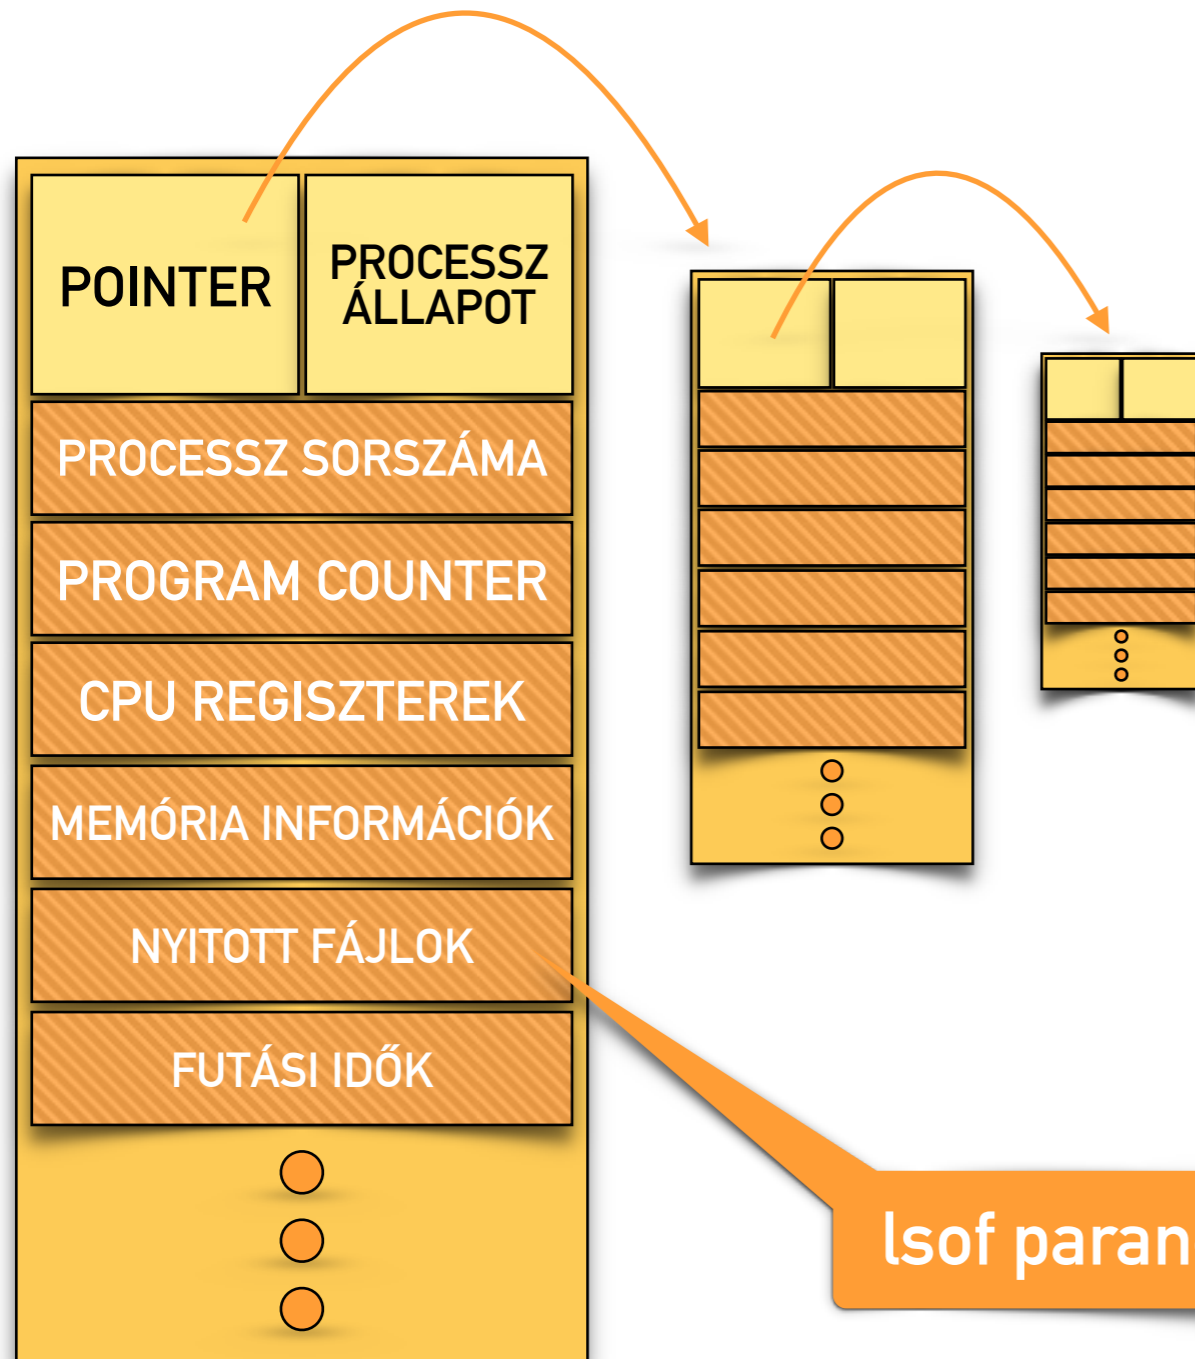 POINTER
PROCESSZ
ÁLLAPOT
PROCESSZ SORSZÁMA
PROGRAM COUNTER
CPU REGISZTEREK
MEMÓRIA INFORMÁCIÓK
NYITOTT FÁJLOK
FUTÁSI IDŐK
lsof paran